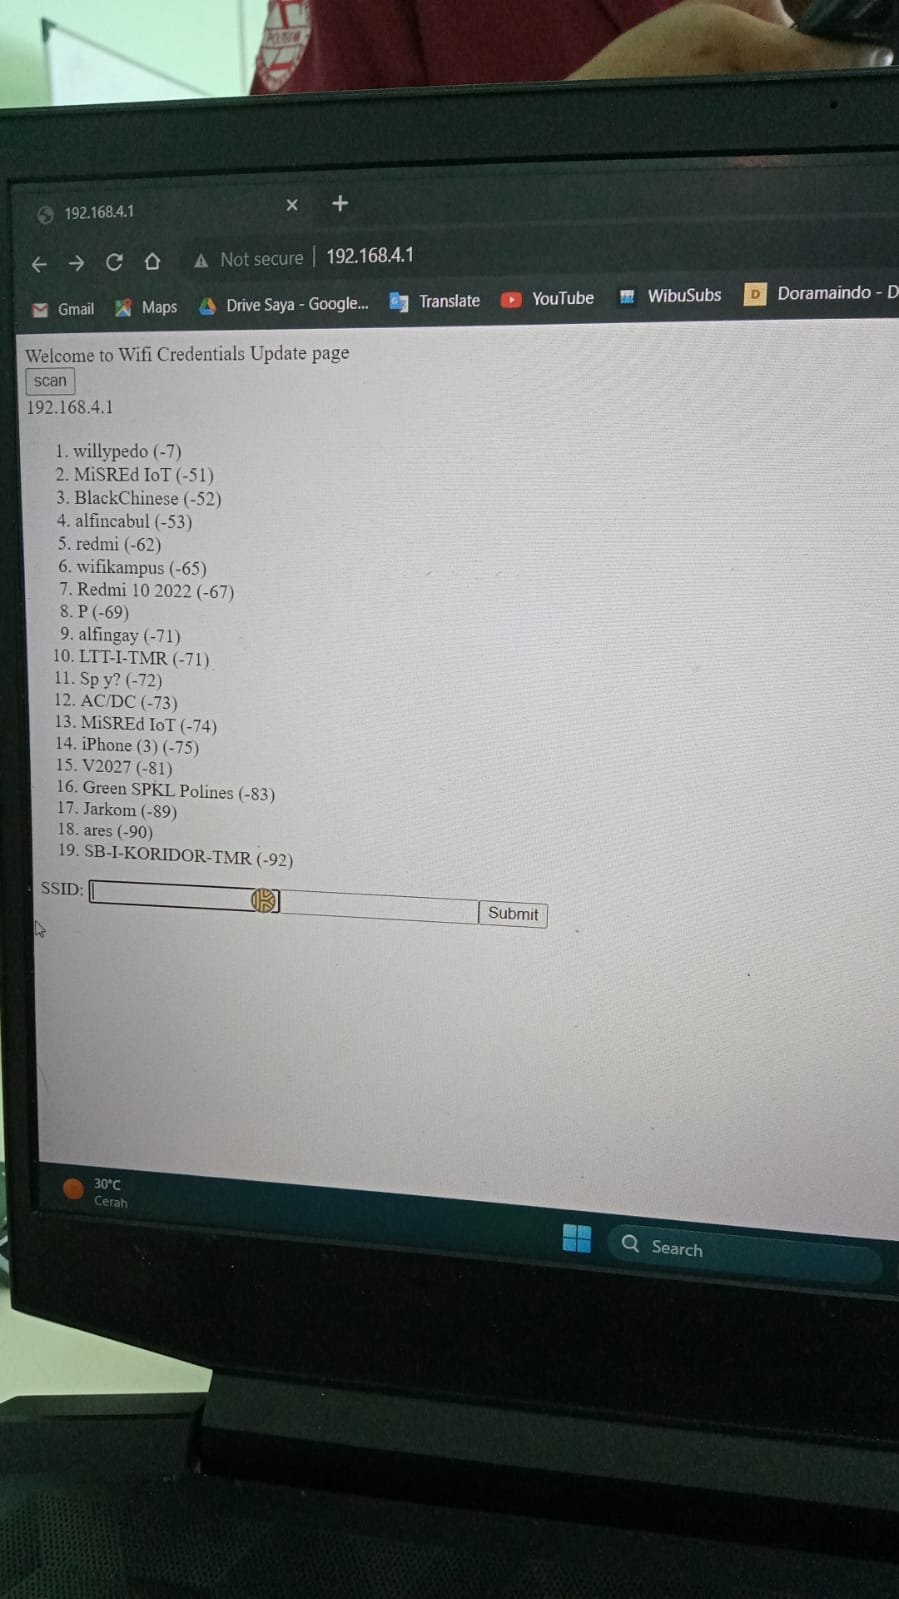 192.168.4.1
Not secure
192.168.4.1
Gmail
Maps
Drive Saya - Google...
Translate
YouTube
WibuSubs
D
Doramaindo - D
Welcome to Wifi Credentials Update page
scan
192.168.4.1
1. willypedo (-7)
2. MiSREd IoT (-51)
3. BlackChinese (-52)
4. alfincabul (-53)
5. redmi (-62)
6. wifikampus (-65)
7. Redmi 10 2022 (-67)
8. P (-69)
9. alfingay (-71)
10. LTT-I-TMR (-71)
11. Sp y? (-72)
12. AC/DC (-73)
13. MiSREd IoT (-74)
14. iPhone (3) (-75)
15. V2027 (-81)
16. Green SPKL Polines (-83)
17. Jarkom (-89)
18. ares (-90)
19. SB-I-KORIDOR-TMR (-92)
SSID:
Submit
30°C
Cerah
Search